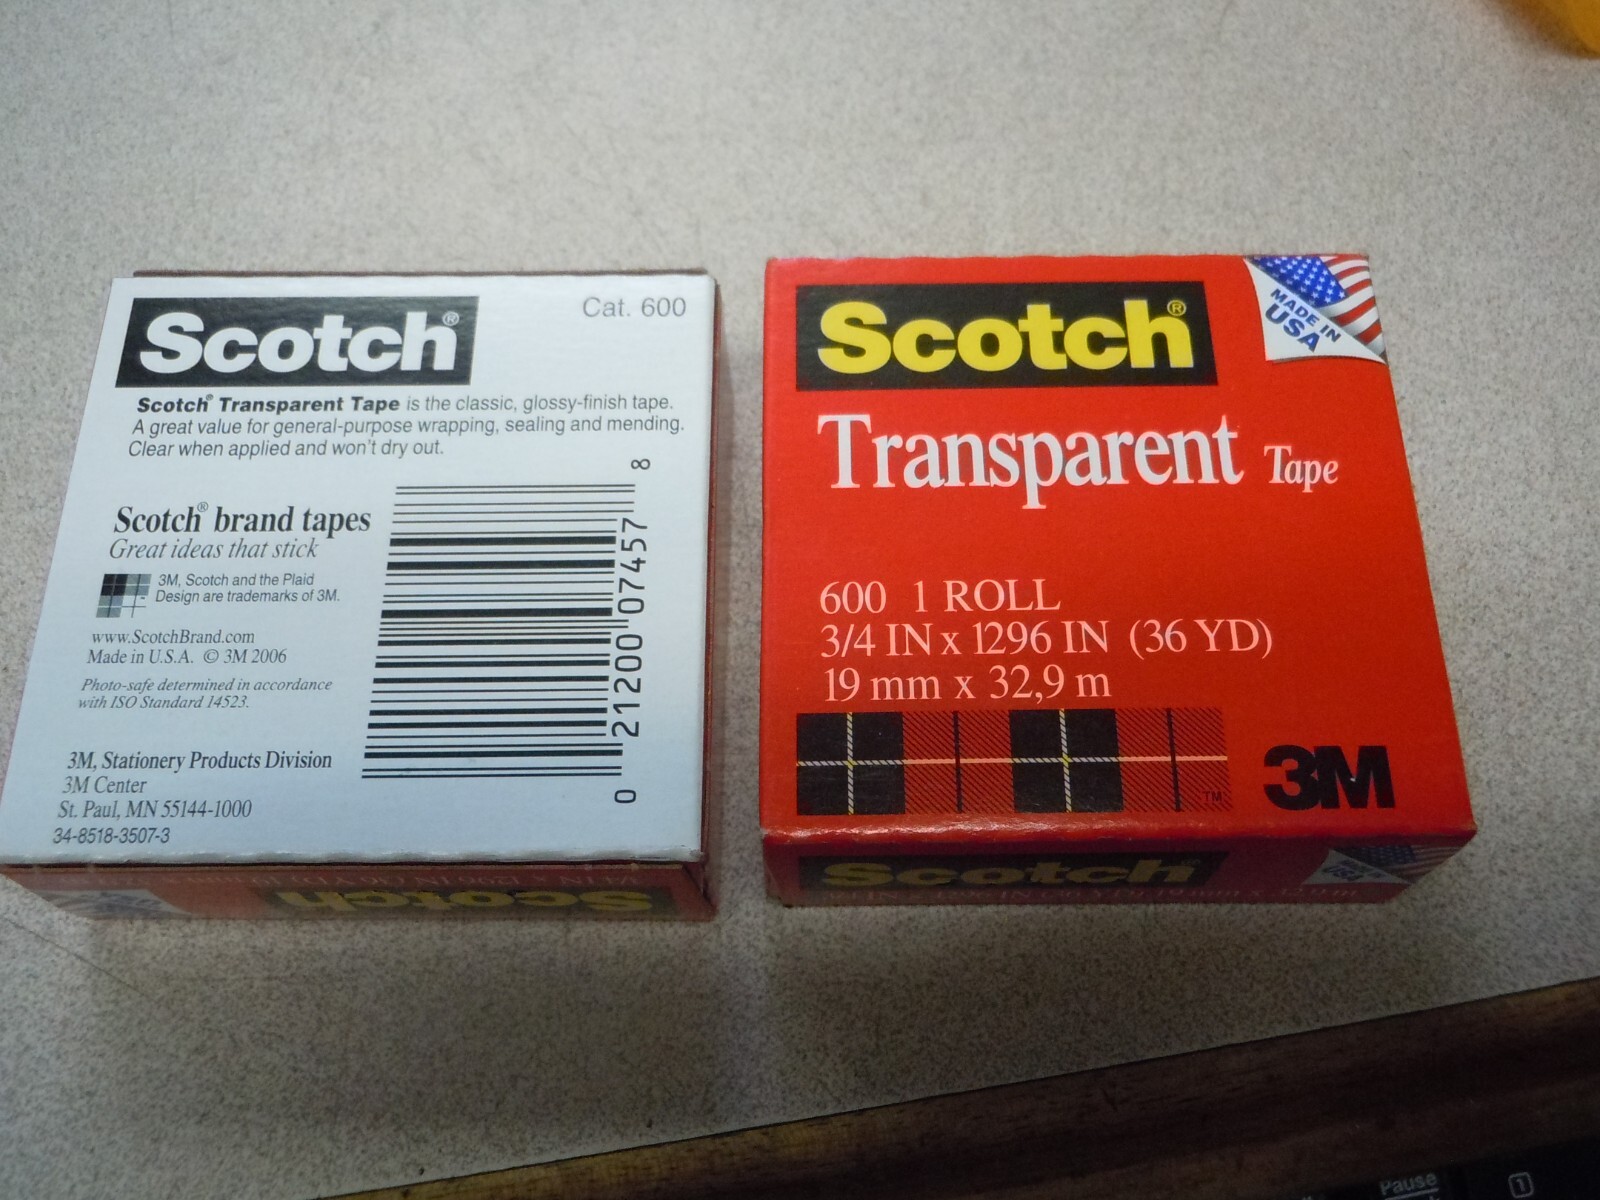 Scotch®
Cat. 600
Scotch® Transparent Tape is the classic, glossy-finish tape.
A great value for general-purpose wrapping, sealing and mending.
Clear when applied and won't dry out.
Scotch® brand tapes
Great ideas that stick
3M, Scotch and the Plaid
Design are trademarks of 3M.
www.ScotchBrand.com
Made in U.S.A. © 3M 2006
Photo-safe determined in accordance
with ISO Standard 14523.
3M, Stationery Products Division
3M Center
St. Paul, MN 55144-1000
34-8518-3507-3
0 21200 07457 8
Scotch
Scotch®
MADE IN
USA
Transparent Tape
600 1 ROLL
3/4 IN x 1296 IN (36 YD)
19 mm x 32,9 m
TM
3M
Scotch
Pause
1